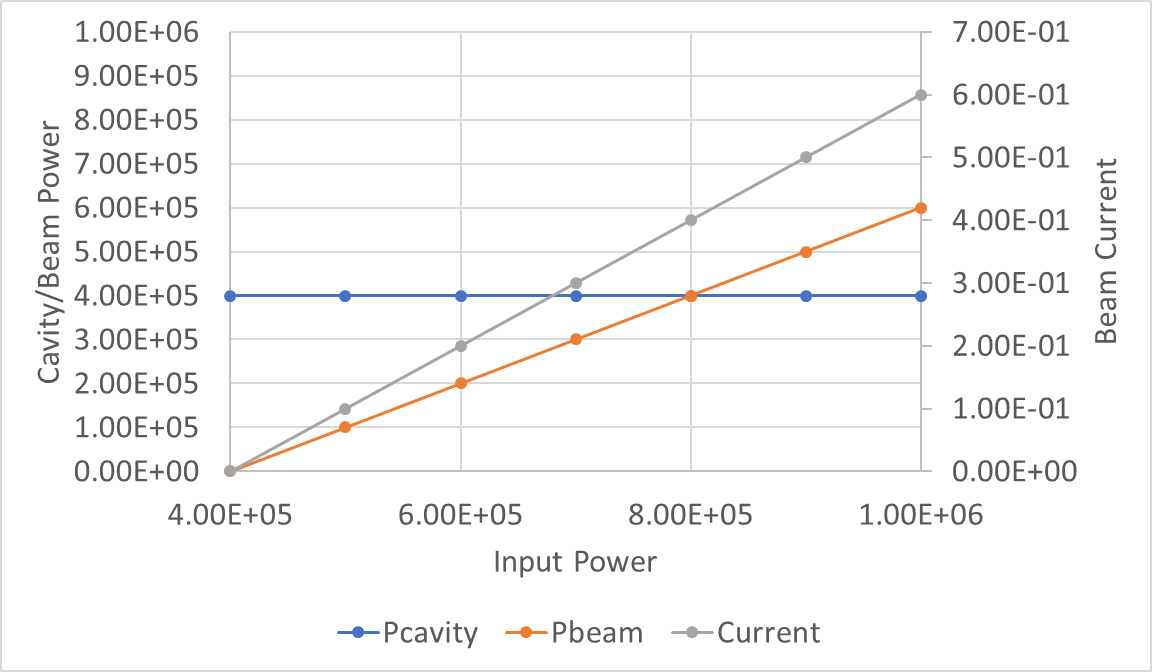 1.00E+06
9.00E+05
8.00E+05
7.00E+05
6.00E+05
5.00E+05
4.00E+05
3.00E+05
2.00E+05
1.00E+05
0.00E+00
Cavity/Beam Power
7.00E-01
6.00E-01
5.00E-01
4.00E-01
3.00E-01
2.00E-01
1.00E-01
0.00E+00
Beam Current
4.00E+05 6.00E+05 8.00E+05 1.00E+06
Input Power
Pcavity Pbeam Current